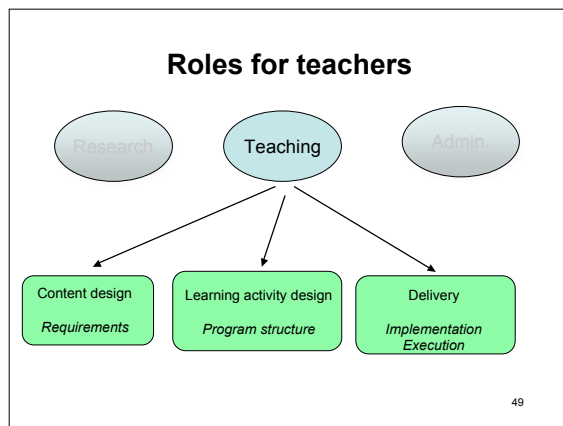 Roles for teachers
Research
Teaching
Admin.
Content design
Requirements
Learning activity design
Program structure
Delivery
Implementation
Execution
49